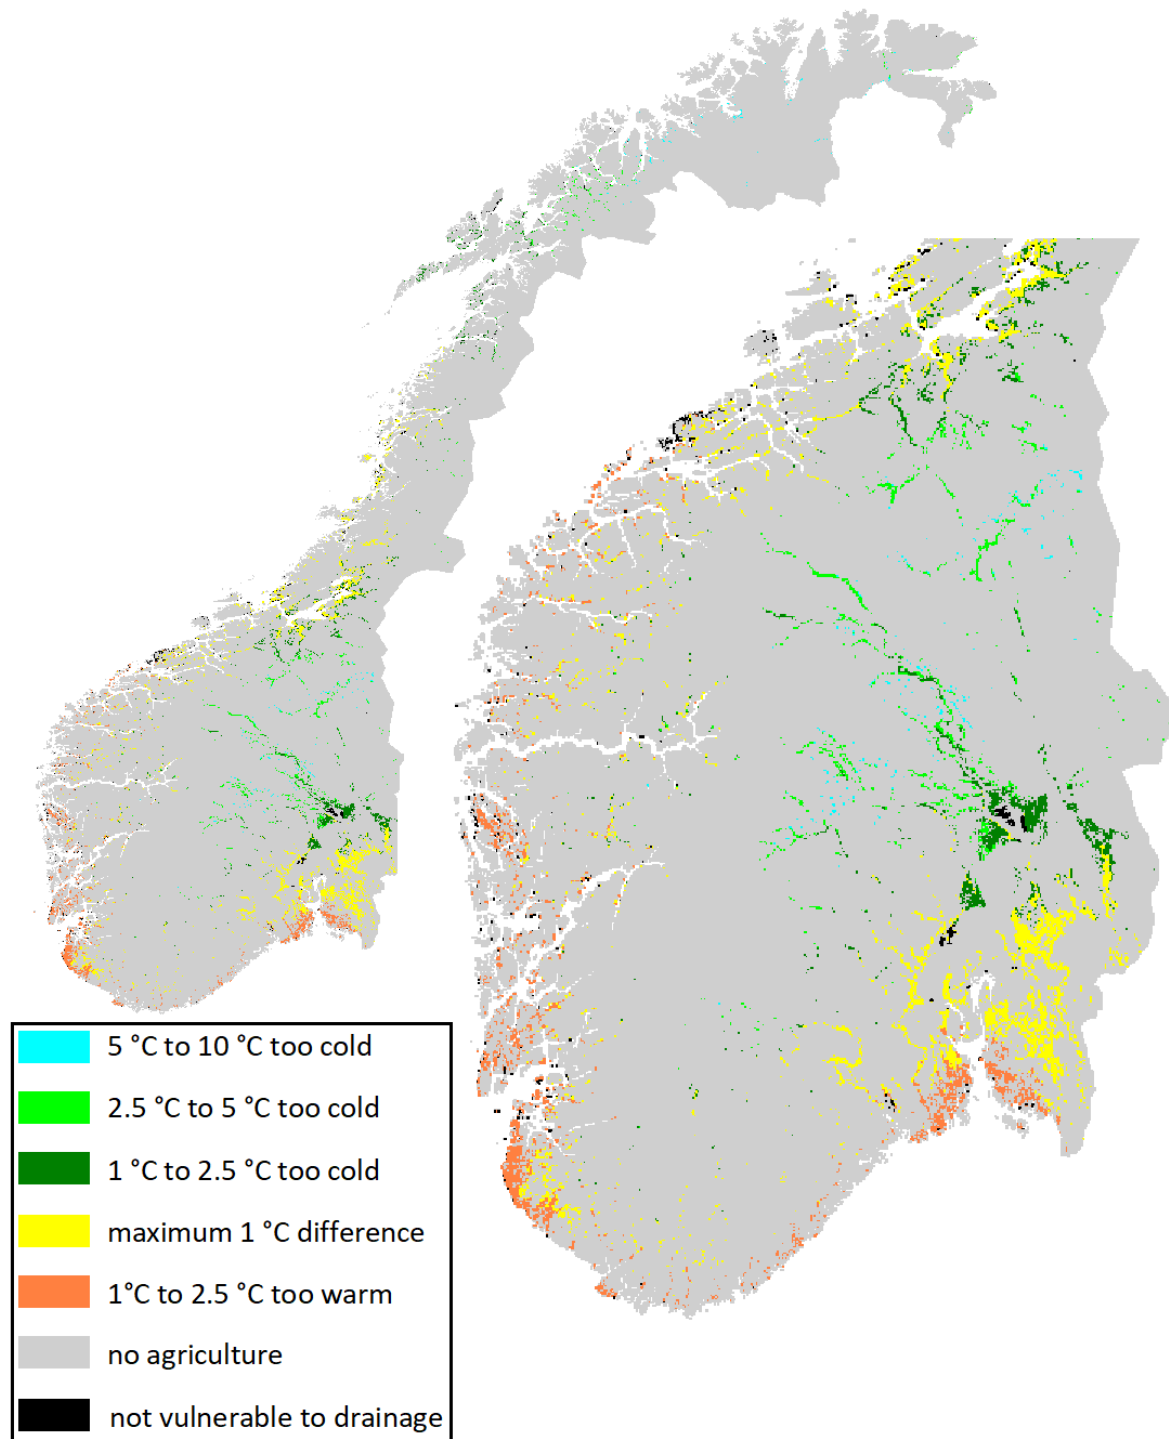 5 °C to 10 °C too cold
2.5 °C to 5 °C too cold
1 °C to 2.5 °C too cold
maximum 1 °C difference
1°C to 2.5 °C too warm
no agriculture
not vulnerable to drainage